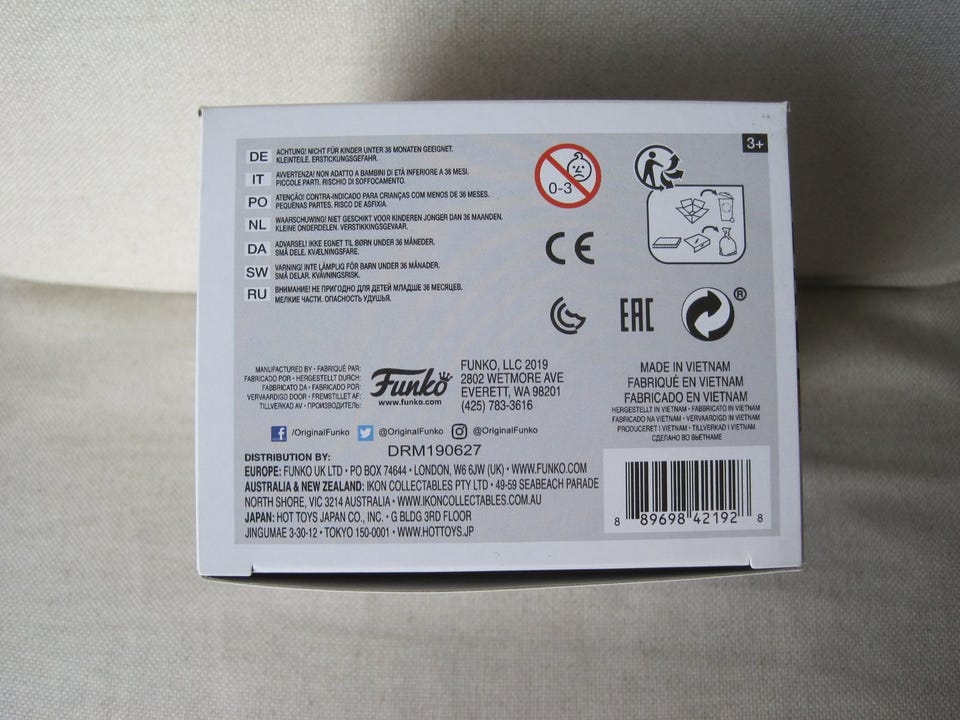 3+
DE ACHTUNG! NICHT FÜR KINDER UNTER 36 MONATEN GEEIGNET.
KLEINTEILE. ERSTICKUNGSGEFAHR.
IT AVVERTENZA! NON ADATTO A BAMBINI DI ETÀ INFERIORE A 36 MESI.
PICCOLE PARTI. RISCHIO DI SOFFOCAMENTO.
PO ATENÇÃO! CONTRA-INDICADO PARA CRIANÇAS COM MENOS DE 36 MESES.
PEQUENAS PARTES. RISCO DE ASFIXIA.
NL WAARSCHUWING! NIET GESCHIKT VOOR KINDEREN JONGER DAN 36 MAANDEN.
KLEINE ONDERDELEN. VERSTIKKINGSGEVAAR.
DA ADVARSEL! IKKE EGNET TIL BØRN UNDER 36 MÅNEDER.
SMÅ DELE. KVÆLNINGSFARE.
SW VARNING! INTE LÄMPLIG FÖR BARN UNDER 36 MÅNADER.
SMÅ DELAR. KVÄVNINGSRISK.
RU ВНИМАНИЕ! НЕ ПРИГОДНО ДЛЯ ДЕТЕЙ МЛАДШЕ 36 МЕСЯЦЕВ.
МЕЛКИЕ ЧАСТИ. ОПАСНОСТЬ УДУШЬЯ.
0-3
CE
EAC
®
MANUFACTURED BY • FABRIQUÉ PAR:
FABRICADO POR • HERGESTELLT DURCH:
FABBRICATO DA • FABRICADO POR:
VERVAARDIGD DOOR • FREMSTILLET AF:
TILLVERKAD AV • ПРОИЗВОДИТЕЛЬ:
Funko
www.funko.com
FUNKO, LLC 2019
2802 WETMORE AVE
EVERETT, WA 98201
(425) 783-3616
MADE IN VIETNAM
FABRIQUÉ EN VIETNAM
FABRICADO EN VIETNAM
HERGESTELLT IN VIETNAM • FABBRICATO IN VIETNAM
FABRICADO NA VIETNAM • VERVAARDIGD IN VIETNAM
PRODUCERET I VIETNAM • TILLVERKAD I VIETNAM
СДЕЛАНО ВО ВЬЕТНАМЕ
/OriginalFunko @OriginalFunko @OriginalFunko
DRM190627
DISTRIBUTION BY:
EUROPE: FUNKO UK LTD • PO BOX 74644 • LONDON, W6 6JW (UK) • WWW.FUNKO.COM
AUSTRALIA & NEW ZEALAND: IKON COLLECTABLES PTY LTD • 49-59 SEABEACH PARADE
NORTH SHORE, VIC 3214 AUSTRALIA • WWW.IKONCOLLECTABLES.COM.AU
JAPAN: HOT TOYS JAPAN CO., INC. • G BLDG 3RD FLOOR
JINGUMAE 3-30-12 • TOKYO 150-0001 • WWW.HOTTOYS.JP
8 89698 42192 8